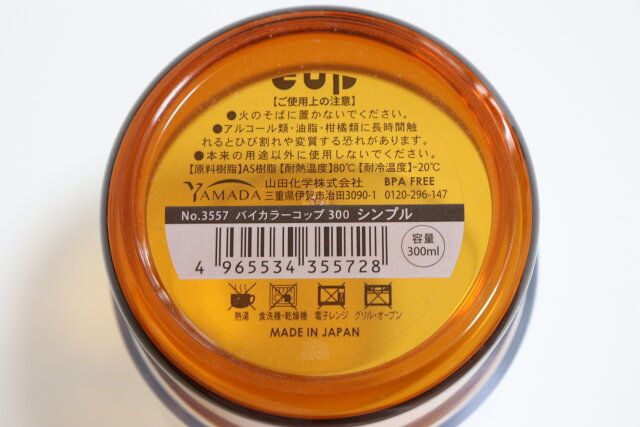 cup
【ご使用上の注意】
●火のそばに置かないでください。
●アルコール類・油脂・柑橘類に長時間触
れるとひび割れや変質する恐れがあります。
●本来の用途以外に使用しないでください。
【原料樹脂】AS樹脂【耐熱温度】80℃【耐冷温度】-20℃
YAMADA 山田化学株式会社 BPA FREE
三重県伊賀市治田3090-1 0120-296-147
No.3557 バイカラーコップ 300 シンプル
容量
300ml
4 965534 355728
熱湯 食洗機・乾燥機 電子レンジ グリル・オーブン
MADE IN JAPAN